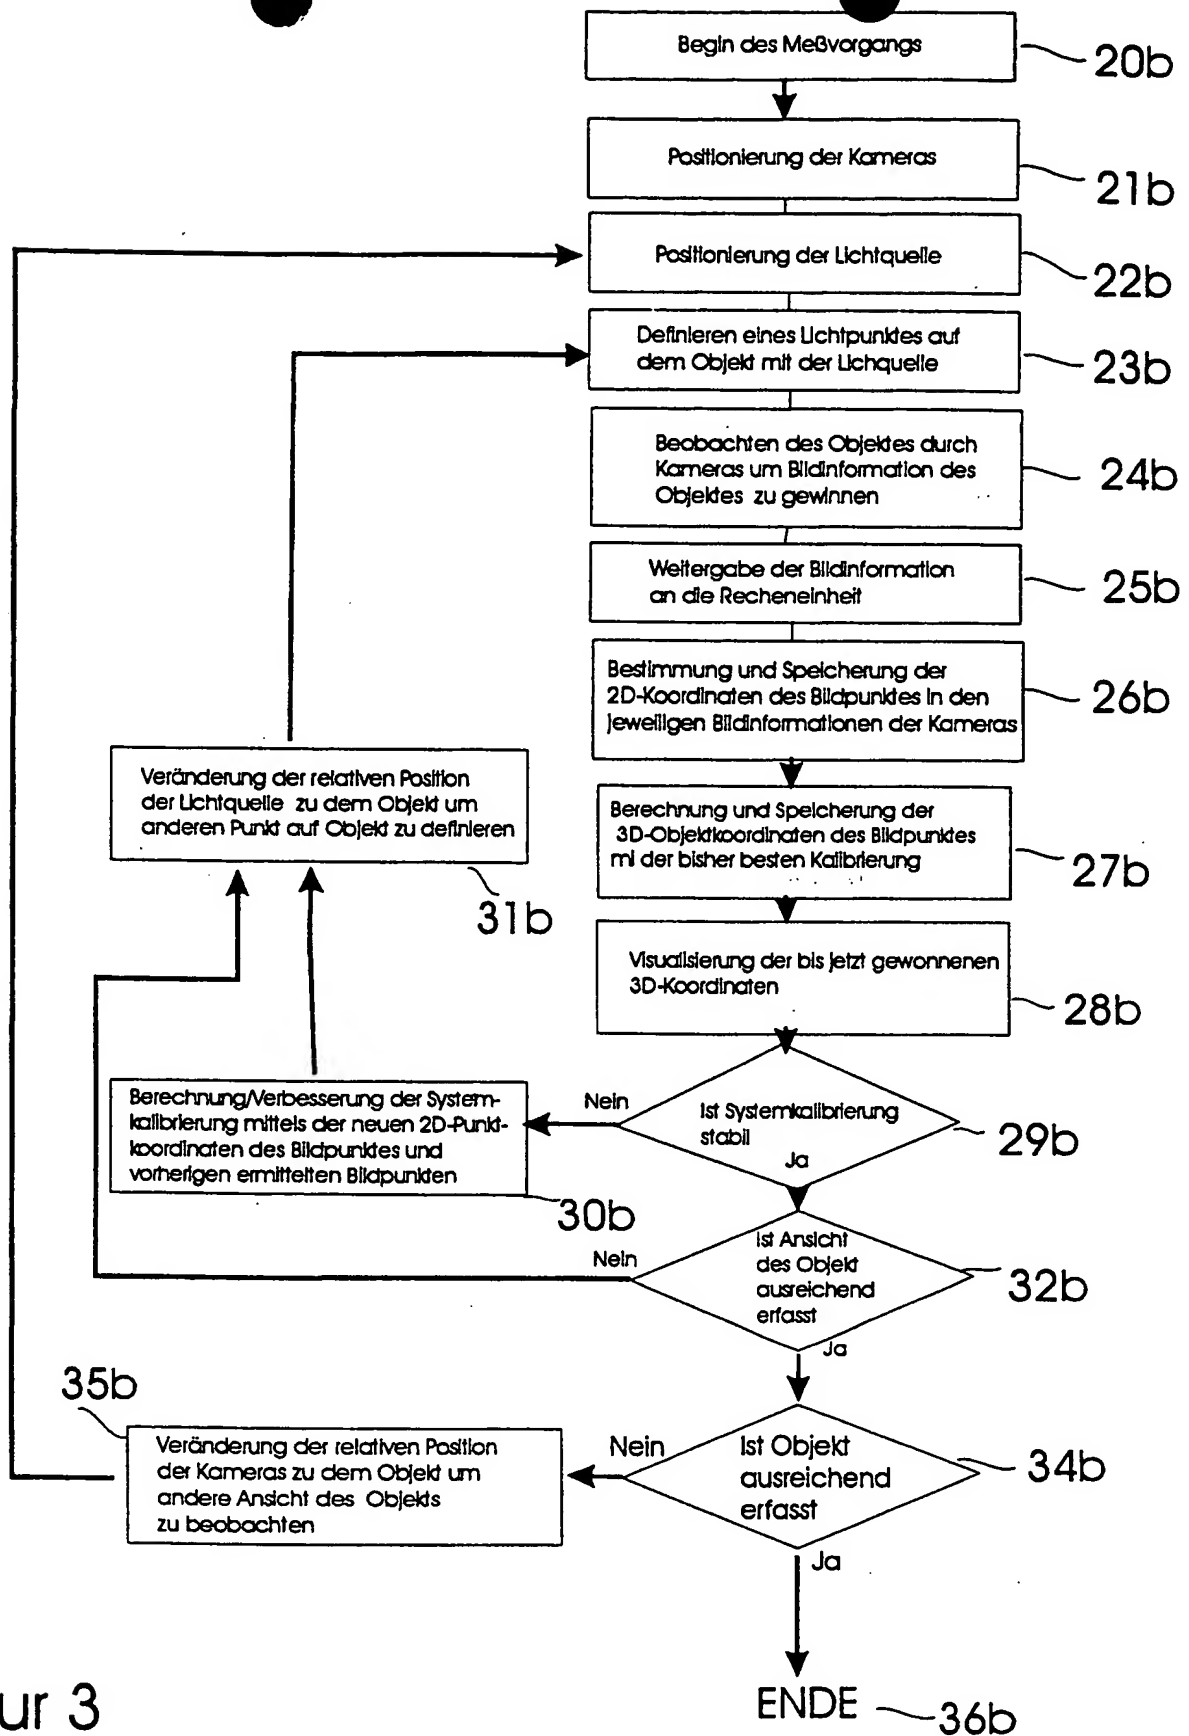 Begin des Meßvorgangs
20b
Positionierung der Kameras
21b
Positionierung der Lichtquelle
22b
Definieren eines Lichtpunktes auf
dem Objekt mit der Lichquelle
23b
Beobachten des Objektes durch
Kameras um Bildinformation des
Objektes zu gewinnen
24b
Weitergabe der Bildinformation
an die Recheneinheit
25b
Bestimmung und Speicherung der
2D-Koordinaten des Bildpunktes in den
jeweiligen Bildinformationen der Kameras
26b
Veränderung der relativen Position
der Lichtquelle zu dem Objekt um
anderen Punkt auf Objekt zu definieren
31b
Berechnung und Speicherung der
3D-Objektkoordinaten des Bildpunktes
mi der bisher besten Kalibrierung
27b
Visualisierung der bis jetzt gewonnenen
3D-Koordinaten
28b
Berechnung/Verbesserung der System-
kalibrierung mittels der neuen 2D-Punkt-
koordinaten des Bildpunktes und
vorherigen ermittelten Bildpunkten
30b
Nein
Ist Systemkalibrierung
stabil
Ja
29b
Nein
Ist Ansicht
des Objekt
ausreichend
erfasst
Ja
32b
35b
Veränderung der relativen Position
der Kameras zu dem Objekt um
andere Ansicht des Objekts
zu beobachten
Nein
Ist Objekt
ausreichend
erfasst
Ja
34b
ENDE
36b
ur 3